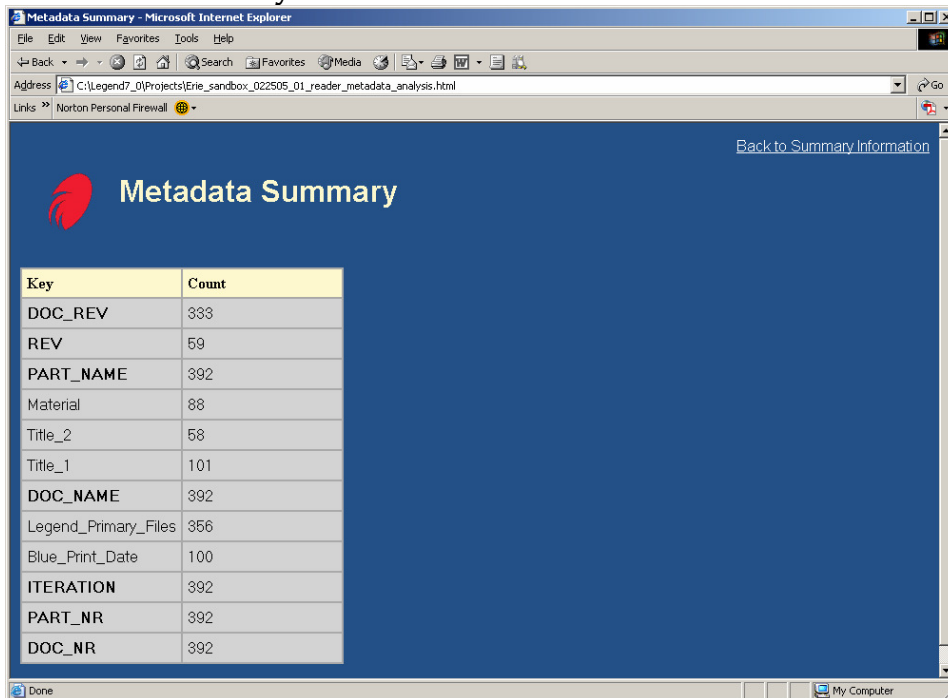 Metadata Summary - Microsoft Internet Explorer
File Edit View Favorites Tools Help
Back Search Favorites Media
Address C:\Legend7_0\Projects\Erie_sandbox_022505_01_reader_metadata_analysis.html Go
Links » Norton Personal Firewall
Back to Summary Information
Metadata Summary
Key Count
DOC_REV 333
REV 59
PART_NAME 392
Material 88
Title_2 58
Title_1 101
DOC_NAME 392
Legend_Primary_Files 356
Blue_Print_Date 100
ITERATION 392
PART_NR 392
DOC_NR 392
Done My Computer